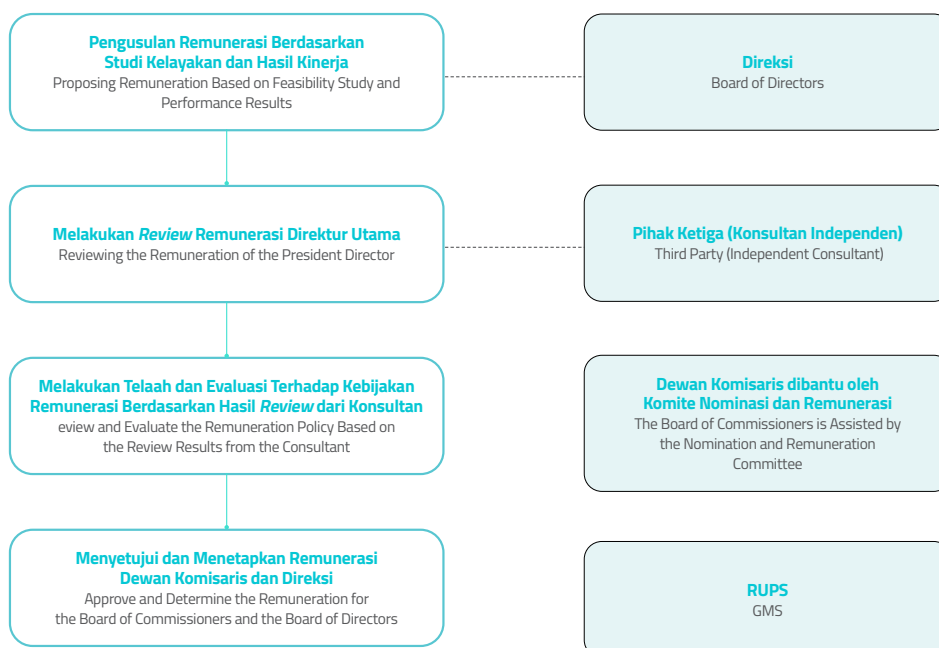 Pengusulan Remunerasi Berdasarkan
Studi Kelayakan dan Hasil Kinerja
Proposing Remuneration Based on Feasibility Study and
Performance Results
Direksi
Board of Directors
Melakukan Review Remunerasi Direktur Utama
Reviewing the Remuneration of the President Director
Pihak Ketiga (Konsultan Independen)
Third Party (Independent Consultant)
Melakukan Telaah dan Evaluasi Terhadap Kebijakan
Remunerasi Berdasarkan Hasil Review dari Konsultan
eview and Evaluate the Remuneration Policy Based on
the Review Results from the Consultant
Dewan Komisaris dibantu oleh
Komite Nominasi dan Remunerasi
The Board of Commissioners is Assisted by
the Nomination and Remuneration
Committee
Menyetujui dan Menetapkan Remunerasi
Dewan Komisaris dan Direksi
Approve and Determine the Remuneration for
the Board of Commissioners and the Board of Directors
RUPS
GMS